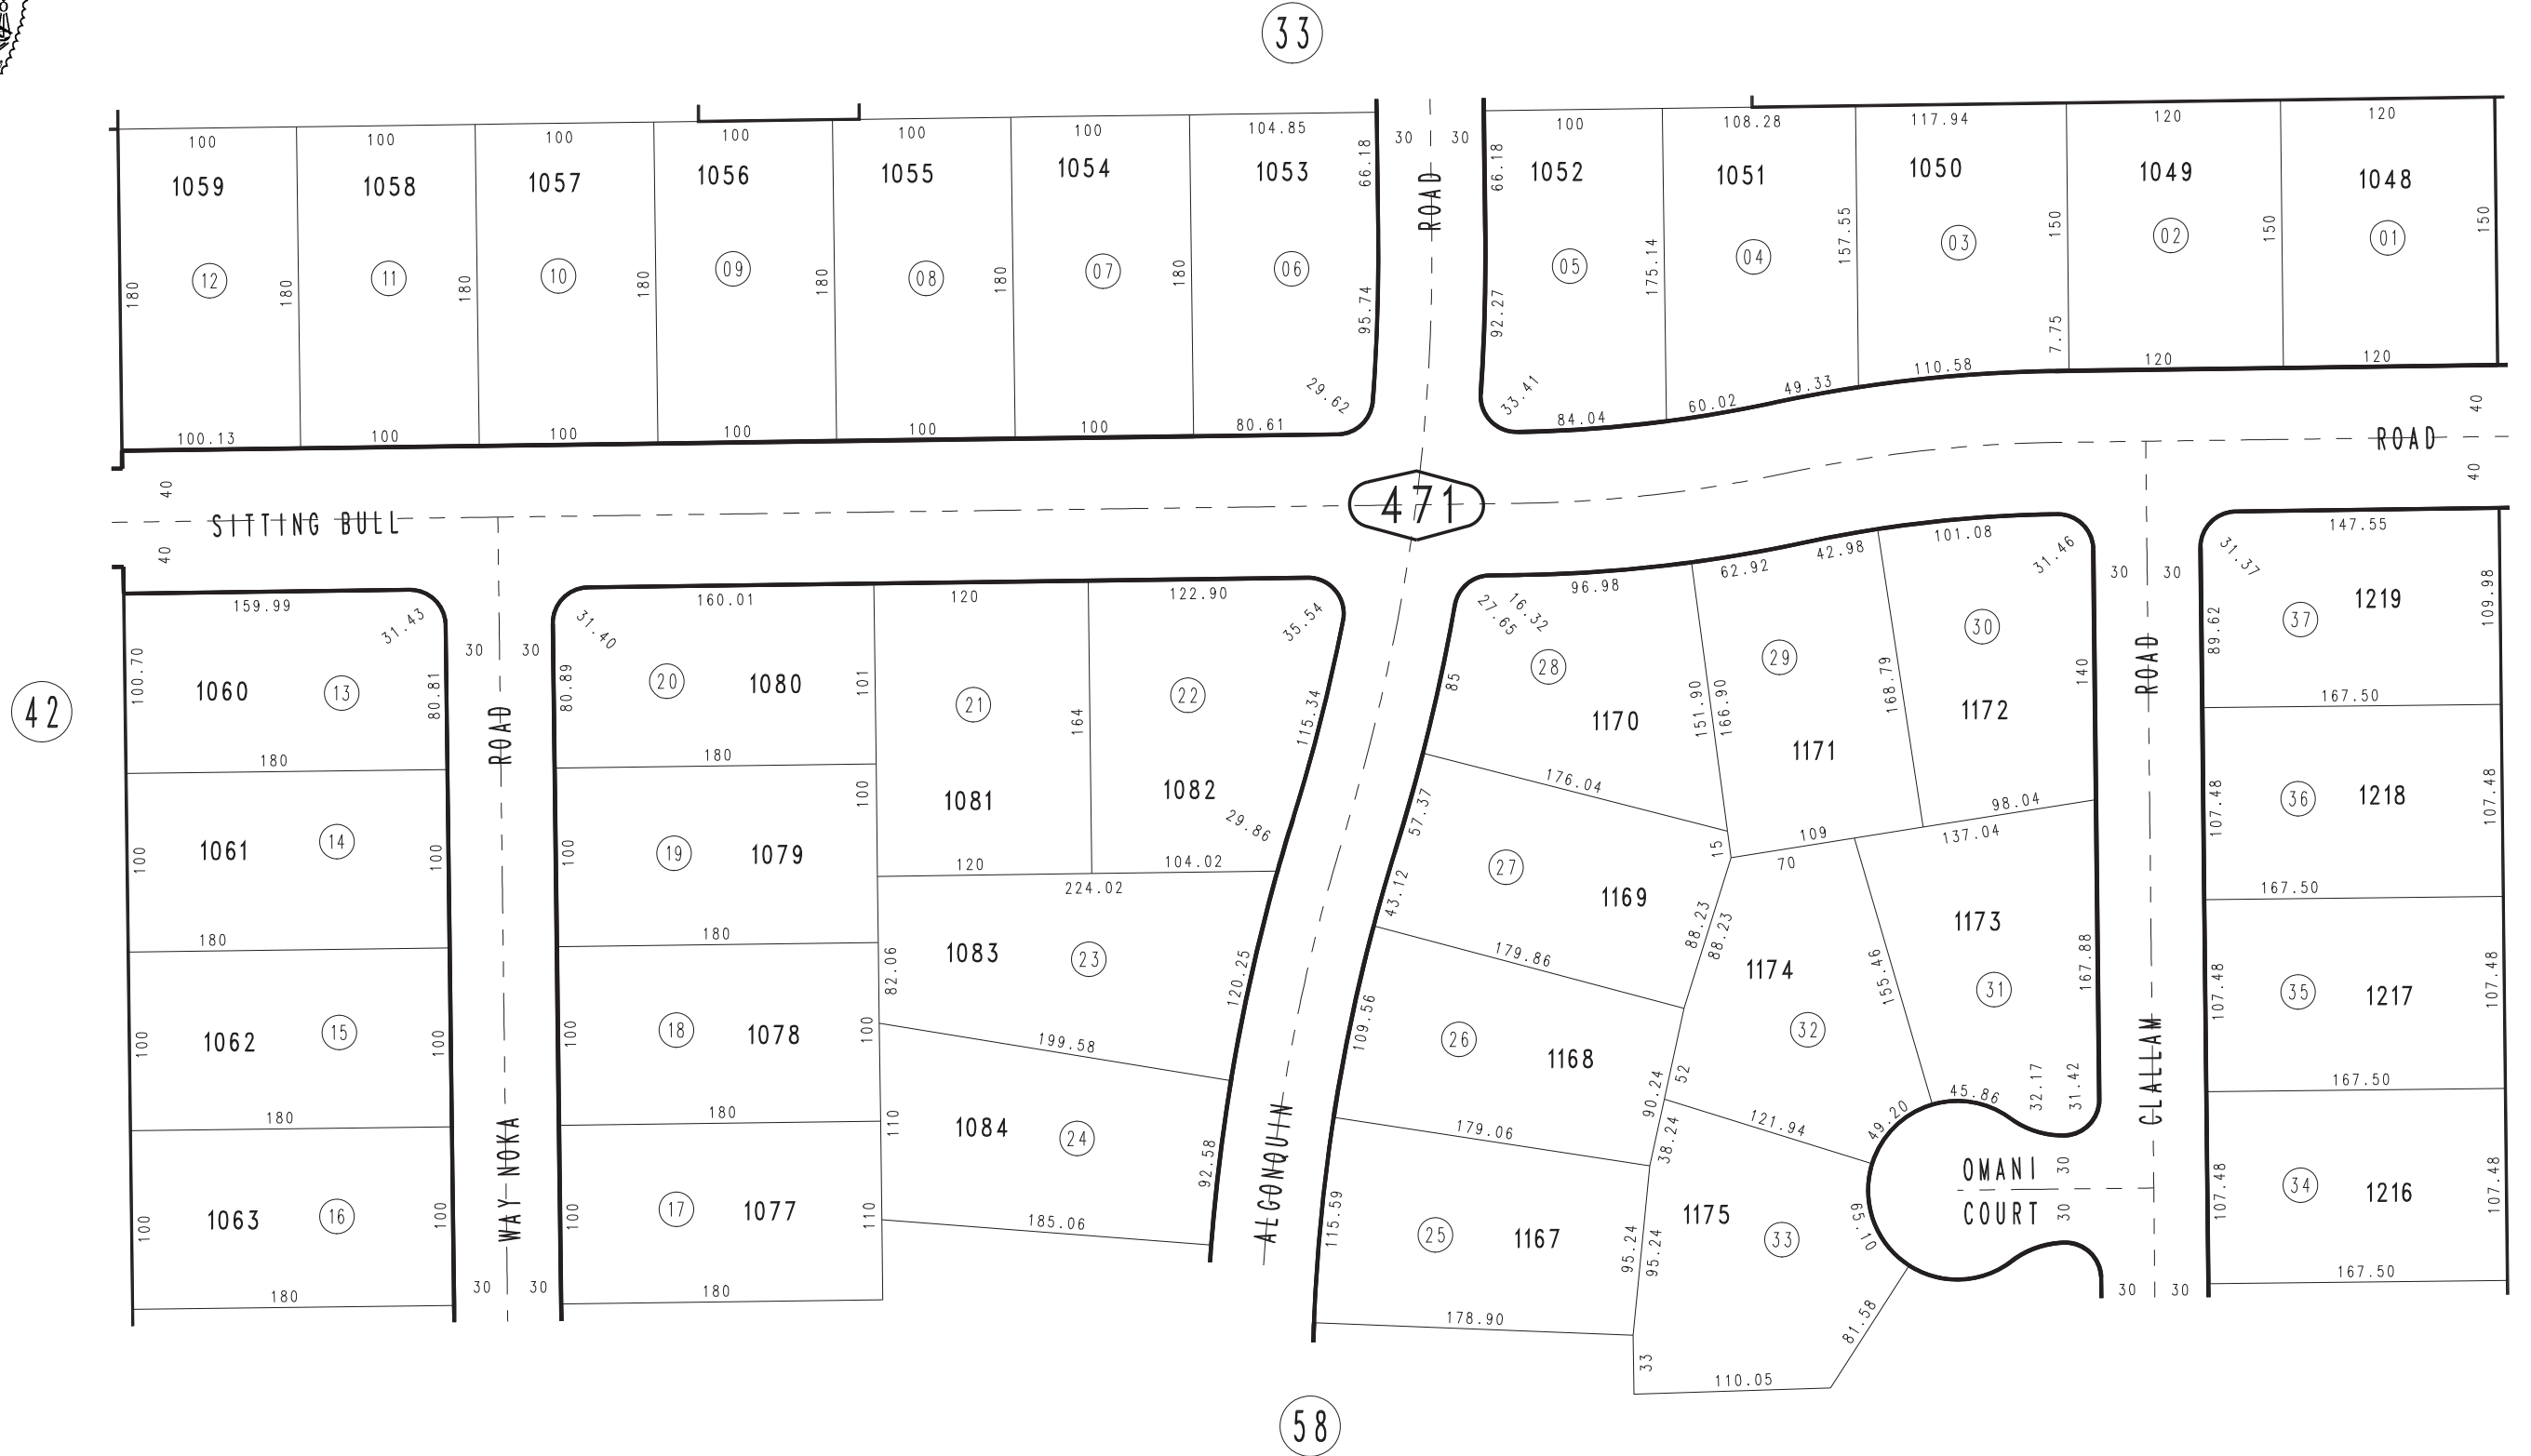 33
100 100 100 100 100 100 104.85 30 30 100 108.28 117.94 120 120
1059 1058 1057 1056 1055 1054 1053 1052 1051 1050 1049 1048
66.18 ROAD 66.18
12 11 10 09 08 07 06 05 04 03 02 01
180 180 180 180 180 180 180 95.74 92.27 175.14 157.55 150 150 150
7.75
29.62 33.41
100.13 100 100 100 100 100 80.61 84.04 60.02 49.33 110.58 120 120
40 ROAD
40 471 40
SITTING BULL
40
159.99 160.01 120 122.90 96.98 62.92 42.98 101.08 147.55
31.43 31.40 35.54 27.65 16.32 31.46 31.37
30 30 30 30
100.70 1060 13 80.81 80.89 20 1080 101 21 164 22 115.34 85 28 1170 151.90 166.90 29 1171 168.79 30 1172 140 89.62 37 1219 109.98
42
ROAD ROAD
180 180 176.04 98.04 167.50
1081 1082 29.86
120 104.02 109
100 1061 14 100 100 19 1079 100 57.37 27 1169 15 107.48 36 1218 107.48
180 180 224.02 43.12 70 137.04 167.50
82.06 1083 23 120.25 179.86 88.23 88.23 1174 32 155.46 1173 31 167.88
100 1062 15 100 100 18 1078 100 199.58 109.56 26 1168 90.24 52 107.48 35 1217 107.48
180 180 179.06 121.94 49.20 45.86 32.17 31.42 167.50
110 1084 24 92.58 38.24
WAY NOKA ALGONQUIN CLALLAM
OMANI 30
COURT 30
100 1063 16 100 100 17 1077 110 185.06 115.59 25 1167 95.24 95.24 1175 33 65.10 107.48 34 1216 107.48
180 30 30 180 178.90 81.58 30 30 167.50
33 110.05
58